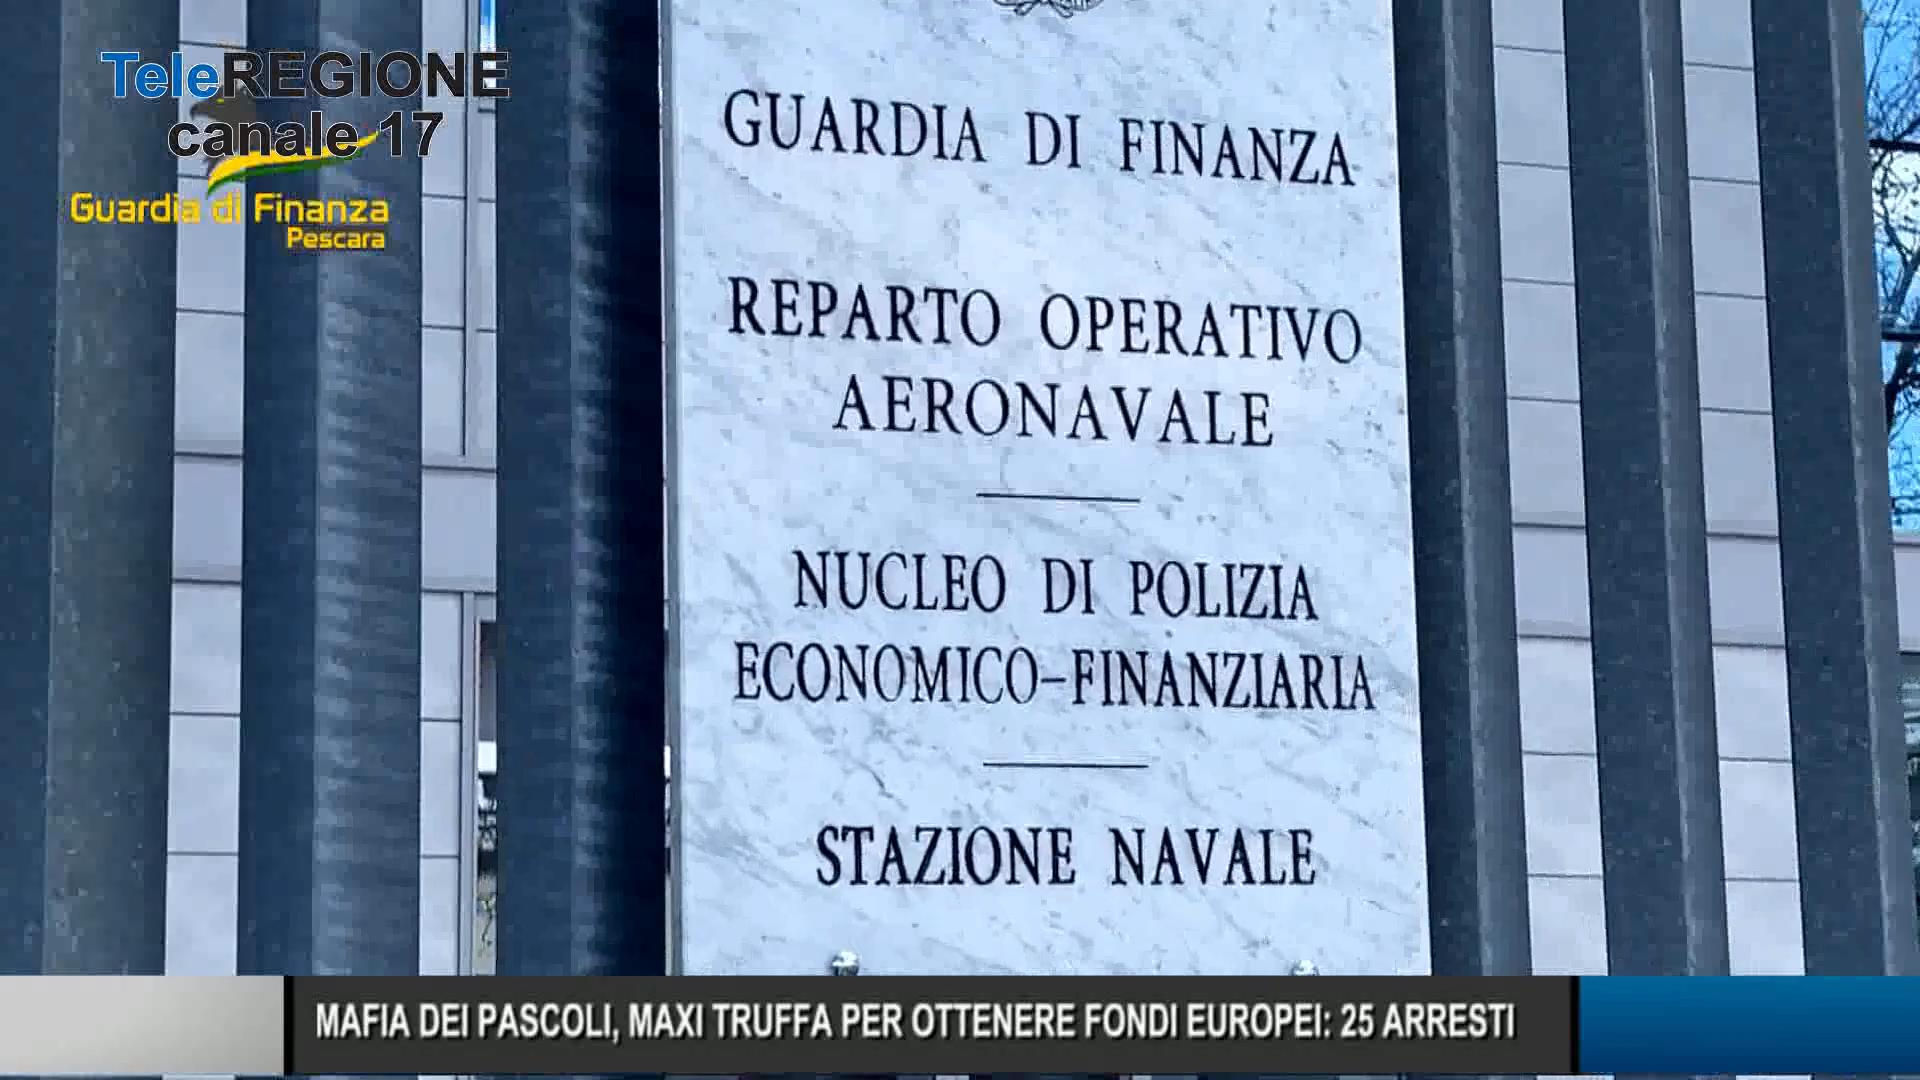 TeleREGIONE
canale 17
Guardia di Finanza
Pescara
GUARDIA DI FINANZA
REPARTO OPERATIVO
AERONAVALE
NUCLEO DI POLIZIA
ECONOMICO-FINANZIARIA
STAZIONE NAVALE
MAFIA DEI PASCOLI, MAXI TRUFFA PER OTTENERE FONDI EUROPEI: 25 ARRESTI